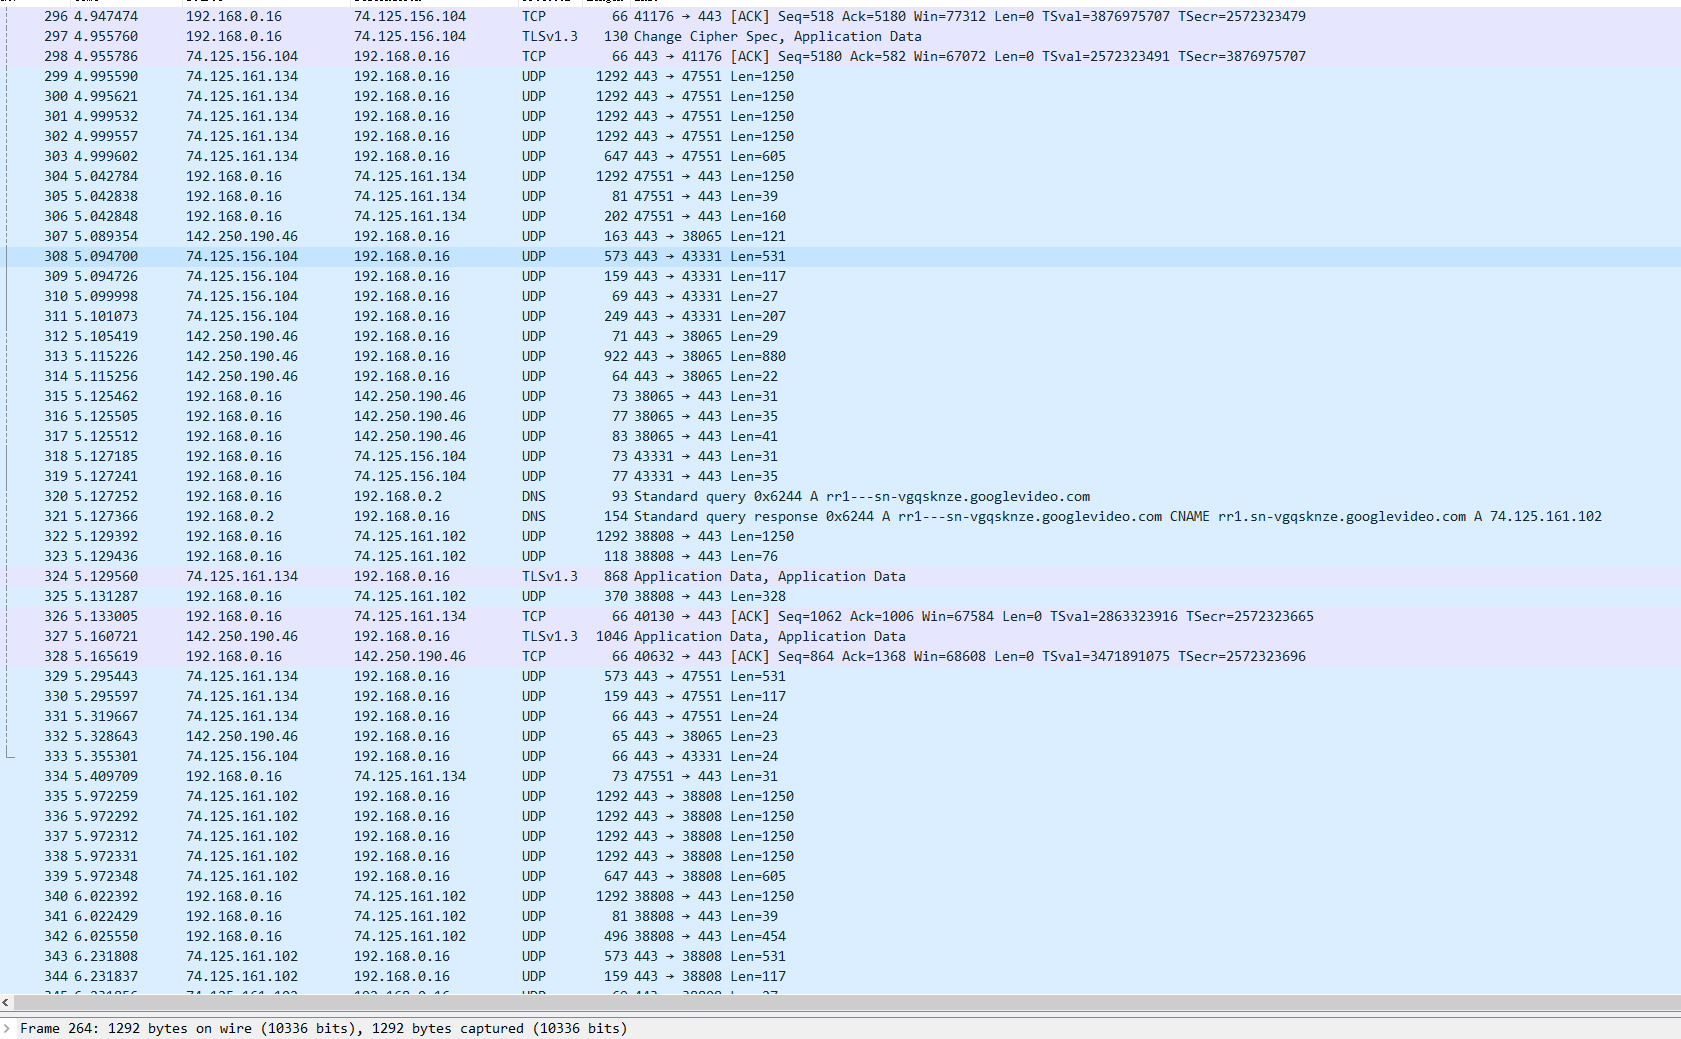 296 4.947474 192.168.0.16 74.125.156.104 TCP 66 41176 → 443 [ACK] Seq=518 Ack=5180 Win=77312 Len=0 TSval=3876975707 TSecr=2572323479
297 4.955760 192.168.0.16 74.125.156.104 TLSv1.3 130 Change Cipher Spec, Application Data
298 4.955786 74.125.156.104 192.168.0.16 TCP 66 443 → 41176 [ACK] Seq=5180 Ack=582 Win=67072 Len=0 TSval=2572323491 TSecr=3876975707
299 4.995590 74.125.161.134 192.168.0.16 UDP 1292 443 → 47551 Len=1250
300 4.995621 74.125.161.134 192.168.0.16 UDP 1292 443 → 47551 Len=1250
301 4.999532 74.125.161.134 192.168.0.16 UDP 1292 443 → 47551 Len=1250
302 4.999557 74.125.161.134 192.168.0.16 UDP 1292 443 → 47551 Len=1250
303 4.999602 74.125.161.134 192.168.0.16 UDP 647 443 → 47551 Len=605
304 5.042784 192.168.0.16 74.125.161.134 UDP 1292 47551 → 443 Len=1250
305 5.042838 192.168.0.16 74.125.161.134 UDP 81 47551 → 443 Len=39
306 5.042848 192.168.0.16 74.125.161.134 UDP 202 47551 → 443 Len=160
307 5.089354 142.250.190.46 192.168.0.16 UDP 163 443 → 38065 Len=121
308 5.094700 74.125.156.104 192.168.0.16 UDP 573 443 → 43331 Len=531
309 5.094726 74.125.156.104 192.168.0.16 UDP 159 443 → 43331 Len=117
310 5.099998 74.125.156.104 192.168.0.16 UDP 69 443 → 43331 Len=27
311 5.101073 74.125.156.104 192.168.0.16 UDP 249 443 → 43331 Len=207
312 5.105419 142.250.190.46 192.168.0.16 UDP 71 443 → 38065 Len=29
313 5.115226 142.250.190.46 192.168.0.16 UDP 922 443 → 38065 Len=880
314 5.115256 142.250.190.46 192.168.0.16 UDP 64 443 → 38065 Len=22
315 5.125462 192.168.0.16 142.250.190.46 UDP 73 38065 → 443 Len=31
316 5.125505 192.168.0.16 142.250.190.46 UDP 77 38065 → 443 Len=35
317 5.125512 192.168.0.16 142.250.190.46 UDP 83 38065 → 443 Len=41
318 5.127185 192.168.0.16 74.125.156.104 UDP 73 43331 → 443 Len=31
319 5.127241 192.168.0.16 74.125.156.104 UDP 77 43331 → 443 Len=35
320 5.127252 192.168.0.16 192.168.0.2 DNS 93 Standard query 0x6244 A rr1---sn-vgqsknze.googlevideo.com
321 5.127366 192.168.0.2 192.168.0.16 DNS 154 Standard query response 0x6244 A rr1---sn-vgqsknze.googlevideo.com CNAME rr1.sn-vgqsknze.googlevideo.com A 74.125.161.102
322 5.129392 192.168.0.16 74.125.161.102 UDP 1292 38808 → 443 Len=1250
323 5.129436 192.168.0.16 74.125.161.102 UDP 118 38808 → 443 Len=76
324 5.129560 74.125.161.134 192.168.0.16 TLSv1.3 868 Application Data, Application Data
325 5.131287 192.168.0.16 74.125.161.102 UDP 370 38808 → 443 Len=328
326 5.133005 192.168.0.16 74.125.161.134 TCP 66 40130 → 443 [ACK] Seq=1062 Ack=1006 Win=67584 Len=0 TSval=2863323916 TSecr=2572323665
327 5.160721 142.250.190.46 192.168.0.16 TLSv1.3 1046 Application Data, Application Data
328 5.165619 192.168.0.16 142.250.190.46 TCP 66 40632 → 443 [ACK] Seq=864 Ack=1368 Win=68608 Len=0 TSval=3471891075 TSecr=2572323696
329 5.295443 74.125.161.134 192.168.0.16 UDP 573 443 → 47551 Len=531
330 5.295597 74.125.161.134 192.168.0.16 UDP 159 443 → 47551 Len=117
331 5.319667 74.125.161.134 192.168.0.16 UDP 66 443 → 47551 Len=24
332 5.328643 142.250.190.46 192.168.0.16 UDP 65 443 → 38065 Len=23
333 5.355301 74.125.156.104 192.168.0.16 UDP 66 443 → 43331 Len=24
334 5.409709 192.168.0.16 74.125.161.134 UDP 73 47551 → 443 Len=31
335 5.972259 74.125.161.102 192.168.0.16 UDP 1292 443 → 38808 Len=1250
336 5.972292 74.125.161.102 192.168.0.16 UDP 1292 443 → 38808 Len=1250
337 5.972312 74.125.161.102 192.168.0.16 UDP 1292 443 → 38808 Len=1250
338 5.972331 74.125.161.102 192.168.0.16 UDP 1292 443 → 38808 Len=1250
339 5.972348 74.125.161.102 192.168.0.16 UDP 647 443 → 38808 Len=605
340 6.022392 192.168.0.16 74.125.161.102 UDP 1292 38808 → 443 Len=1250
341 6.022429 192.168.0.16 74.125.161.102 UDP 81 38808 → 443 Len=39
342 6.025550 192.168.0.16 74.125.161.102 UDP 496 38808 → 443 Len=454
343 6.231808 74.125.161.102 192.168.0.16 UDP 573 443 → 38808 Len=531
344 6.231837 74.125.161.102 192.168.0.16 UDP 159 443 → 38808 Len=117
Frame 264: 1292 bytes on wire (10336 bits), 1292 bytes captured (10336 bits)